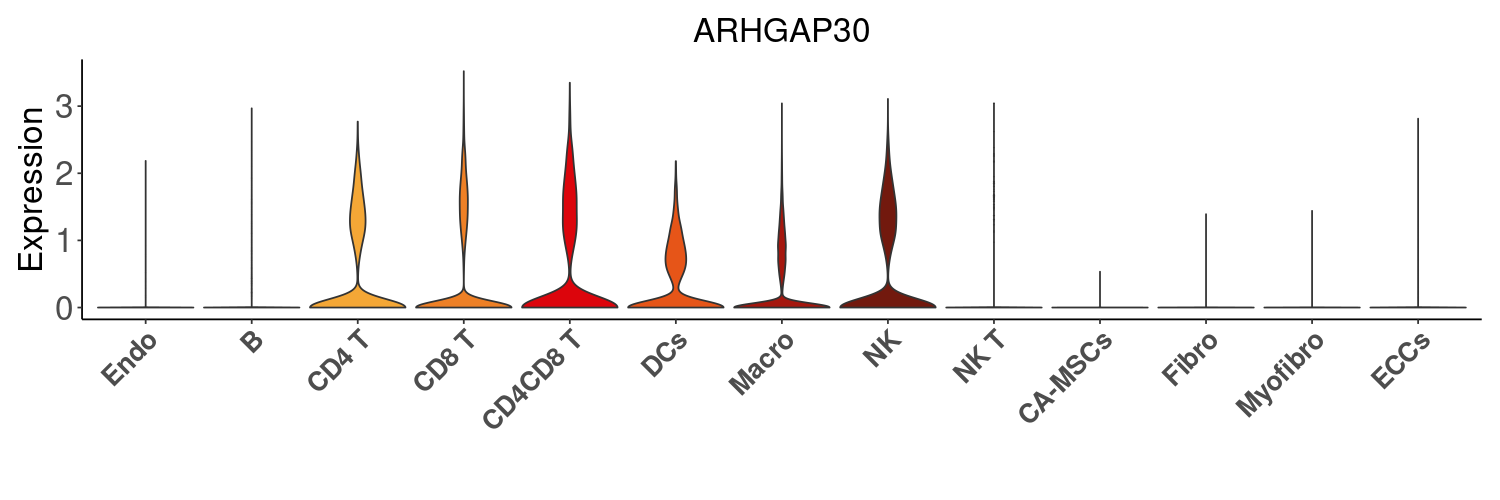 ARHGAP30
Expression
3
2
1
0
Endo
B
CD4 T
CD8 T
CD4CD8 T
DCs
Macro
NK
NK T
CA-MSCs
Fibro
Myofibro
ECCs